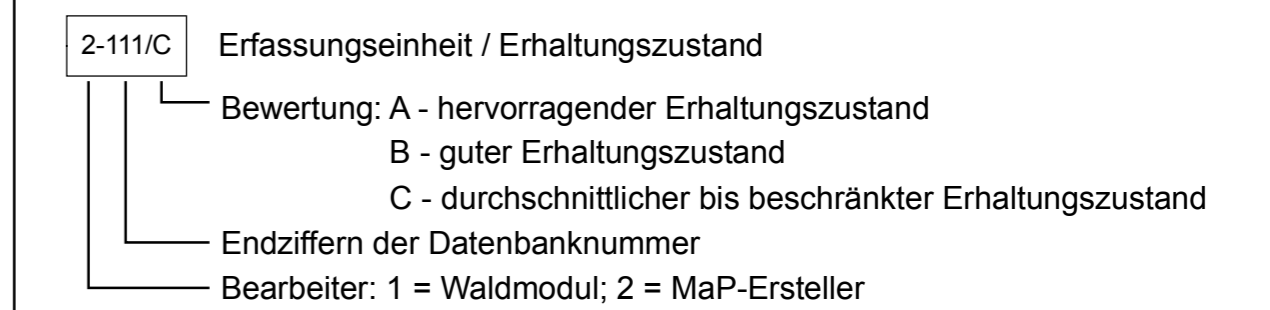 2-111/C Erfassungseinheit / Erhaltungszustand
Bewertung: A - hervorragender Erhaltungszustand
B - guter Erhaltungszustand
C - durchschnittlicher bis beschränkter Erhaltungszustand
Endziffern der Datenbanknummer
Bearbeiter: 1 = Waldmodul; 2 = MaP-Ersteller